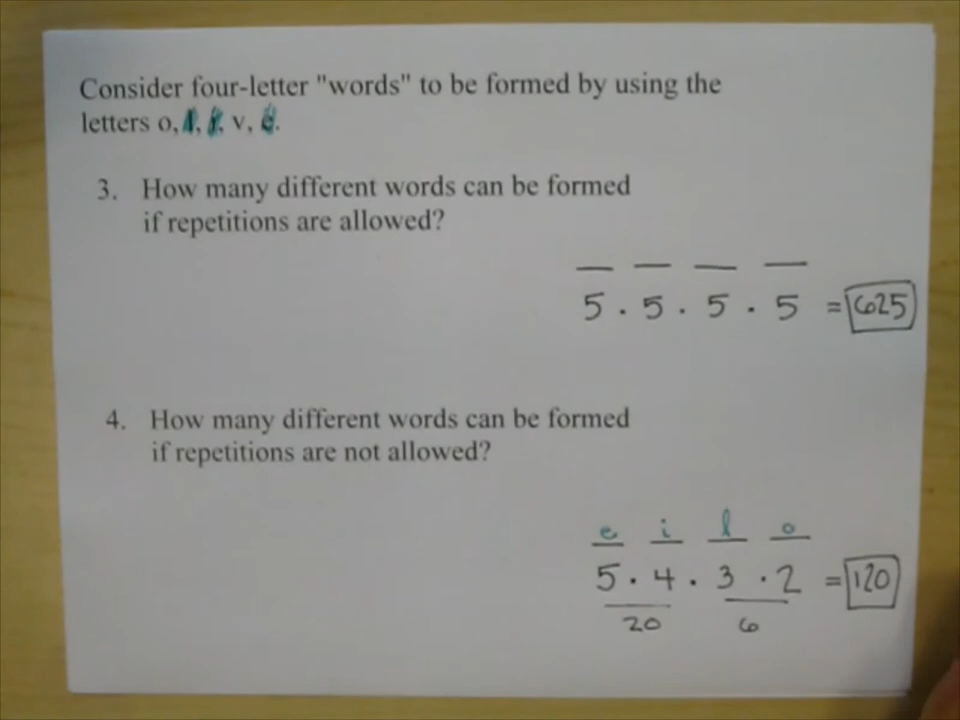 Consider four-letter "words" to be formed by using the
letters o, l, i, v, e.
3. How many different words can be formed
if repetitions are allowed?
5 . 5 . 5 . 5 = 625
4. How many different words can be formed
if repetitions are not allowed?
e i l o
5 . 4 . 3 . 2 = 120
20 6